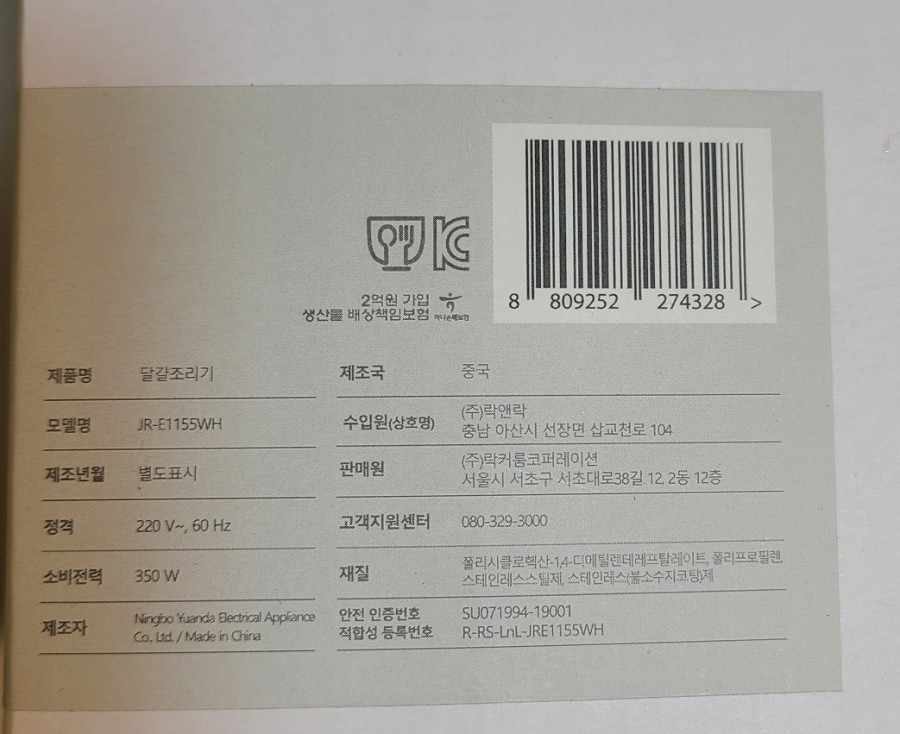 8 809252 274328 >
KC
2억원 가입
생산물 배상책임보험
하나손해보험
제품명 달걀조리기
모델명 JR-E1155WH
제조년월 별도표시
정격 220 V~, 60 Hz
소비전력 350 W
제조자 Ningbo Yuanda Electrical Appliance
Co., Ltd. / Made in China
제조국 중국
수입원(상호명) (주)락앤락
충남 아산시 선장면 삽교천로 104
판매원 (주)락커룸코퍼레이션
서울시 서초구 서초대로38길 12, 2동 12층
고객지원센터 080-329-3000
재질 폴리시클로헥산-1,4-디메틸렌테레프탈레이트, 폴리프로필렌,
스테인레스스틸제, 스테인레스(불소수지코팅)제
안전 인증번호 SU071994-19001
적합성 등록번호 R-RS-LnL-JRE1155WH